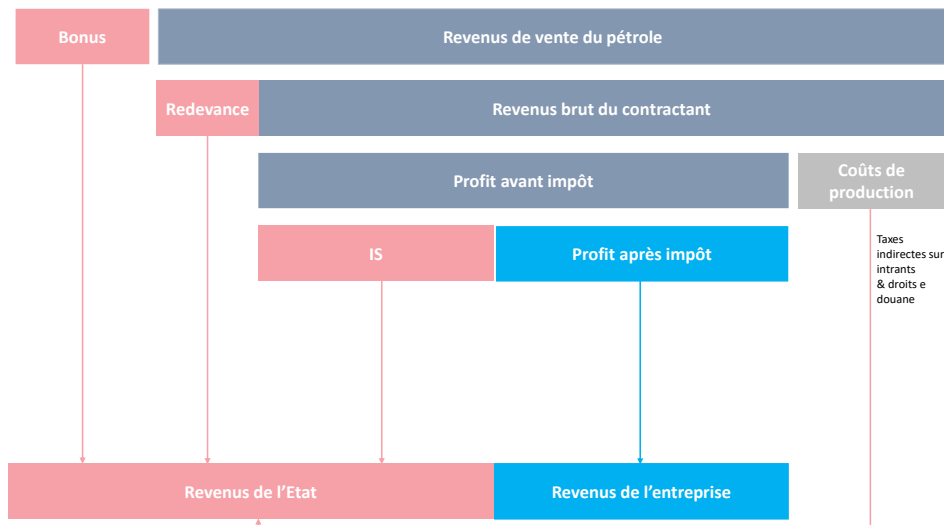 Bonus
Revenus de vente du pétrole
Redevance
Revenus brut du contractant
Profit avant impôt
Coûts de
production
IS
Profit après impôt
Taxes
indirectes sur
intrants
& droits e
douane
Revenus de l’Etat
Revenus de l’entreprise